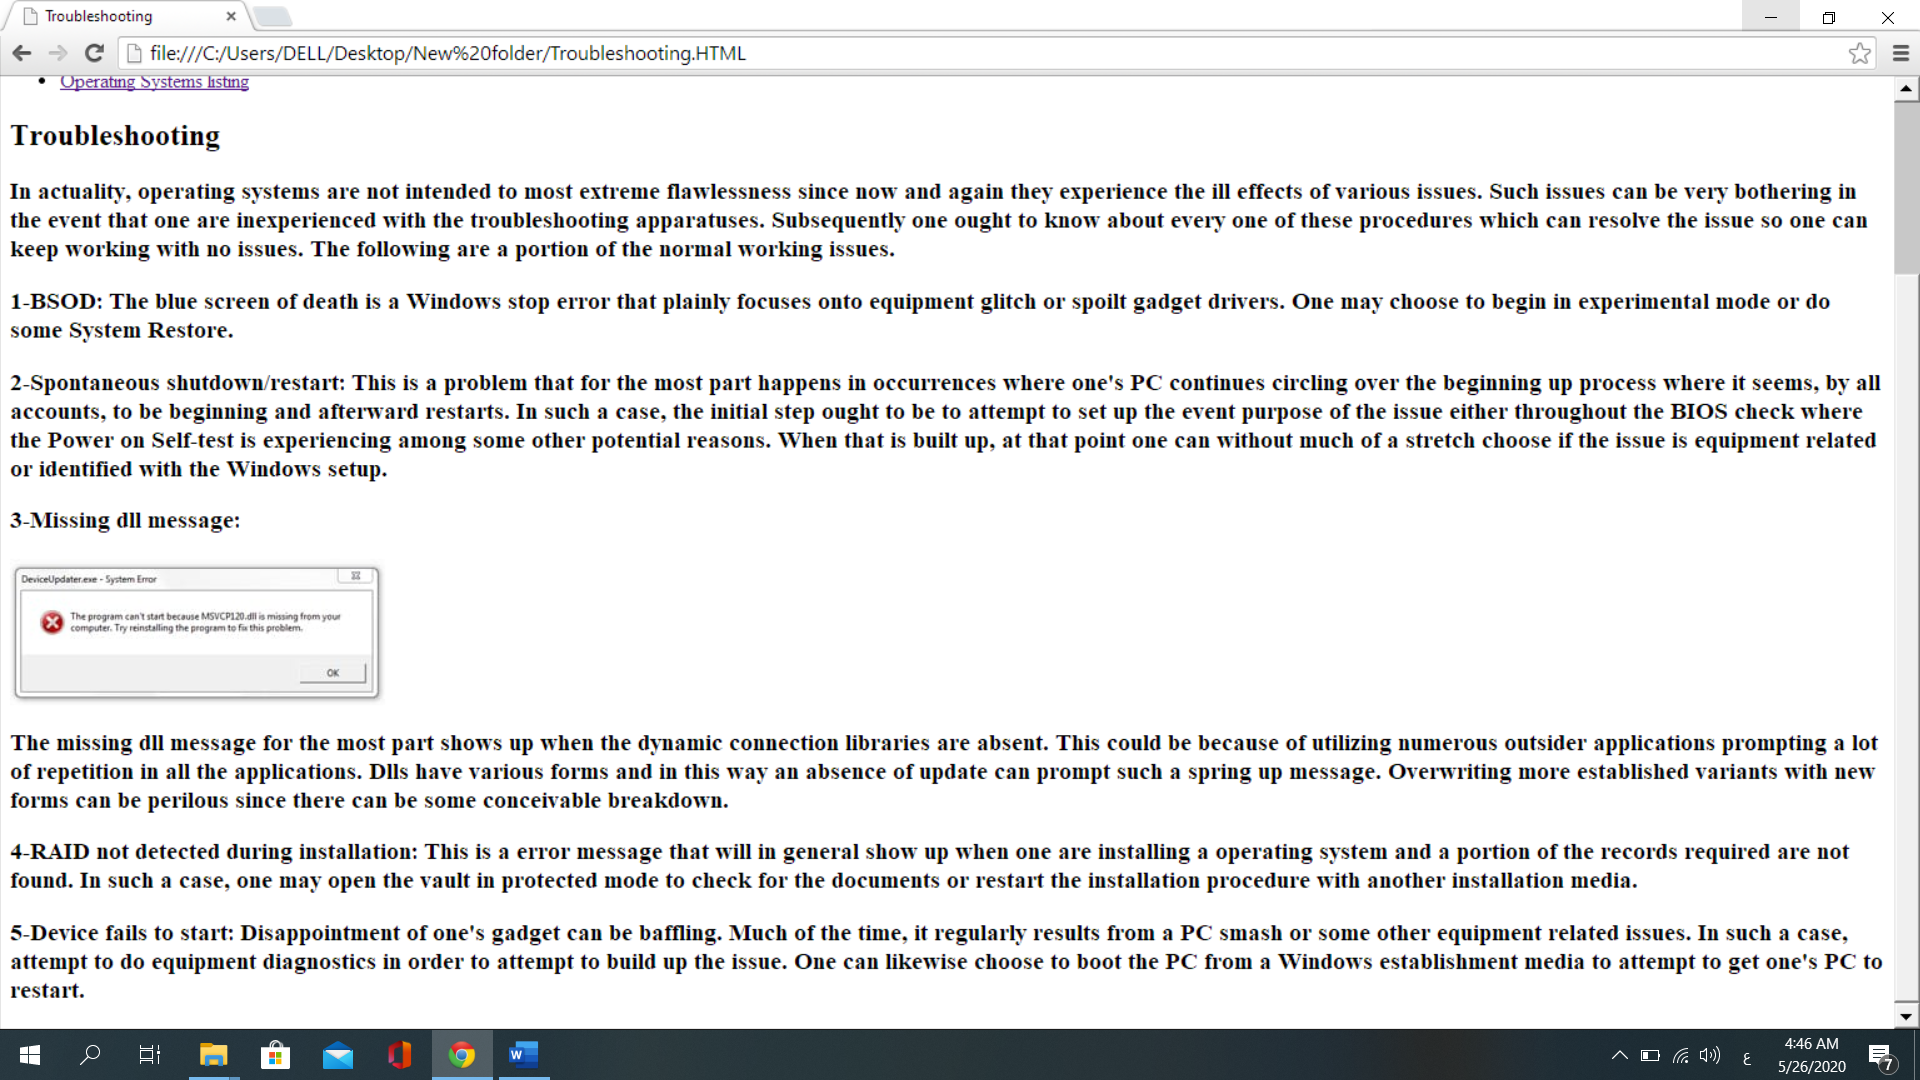 Troubleshooting
file:///C:/Users/DELL/Desktop/New%20folder/Troubleshooting.HTML
Operating Systems listing
Troubleshooting
In actuality, operating systems are not intended to most extreme flawlessness since now and again they experience the ill effects of various issues. Such issues can be very bothering in
the event that one are inexperienced with the troubleshooting apparatuses. Subsequently one ought to know about every one of these procedures which can resolve the issue so one can
keep working with no issues. The following are a portion of the normal working issues.
1-BSOD: The blue screen of death is a Windows stop error that plainly focuses onto equipment glitch or spoilt gadget drivers. One may choose to begin in experimental mode or do
some System Restore.
2-Spontaneous shutdown/restart: This is a problem that for the most part happens in occurrences where one's PC continues circling over the beginning up process where it seems, by all
accounts, to be beginning and afterward restarts. In such a case, the initial step ought to be to attempt to set up the event purpose of the issue either throughout the BIOS check where
the Power on Self-test is experiencing among some other potential reasons. When that is built up, at that point one can without much of a stretch choose if the issue is equipment related
or identified with the Windows setup.
3-Missing dll message:
DeviceUpdater.exe - System Error
The program can't start because MSVCP120.dll is missing from your
computer. Try reinstalling the program to fix this problem.
OK
The missing dll message for the most part shows up when the dynamic connection libraries are absent. This could be because of utilizing numerous outsider applications prompting a lot
of repetition in all the applications. Dlls have various forms and in this way an absence of update can prompt such a spring up message. Overwriting more established variants with new
forms can be perilous since there can be some conceivable breakdown.
4-RAID not detected during installation: This is a error message that will in general show up when one are installing a operating system and a portion of the records required are not
found. In such a case, one may open the vault in protected mode to check for the documents or restart the installation procedure with another installation media.
5-Device fails to start: Disappointment of one's gadget can be baffling. Much of the time, it regularly results from a PC smash or some other equipment related issues. In such a case,
attempt to do equipment diagnostics in order to attempt to build up the issue. One can likewise choose to boot the PC from a Windows establishment media to attempt to get one's PC to
restart.
ع
4:46 AM
5/26/2020
7